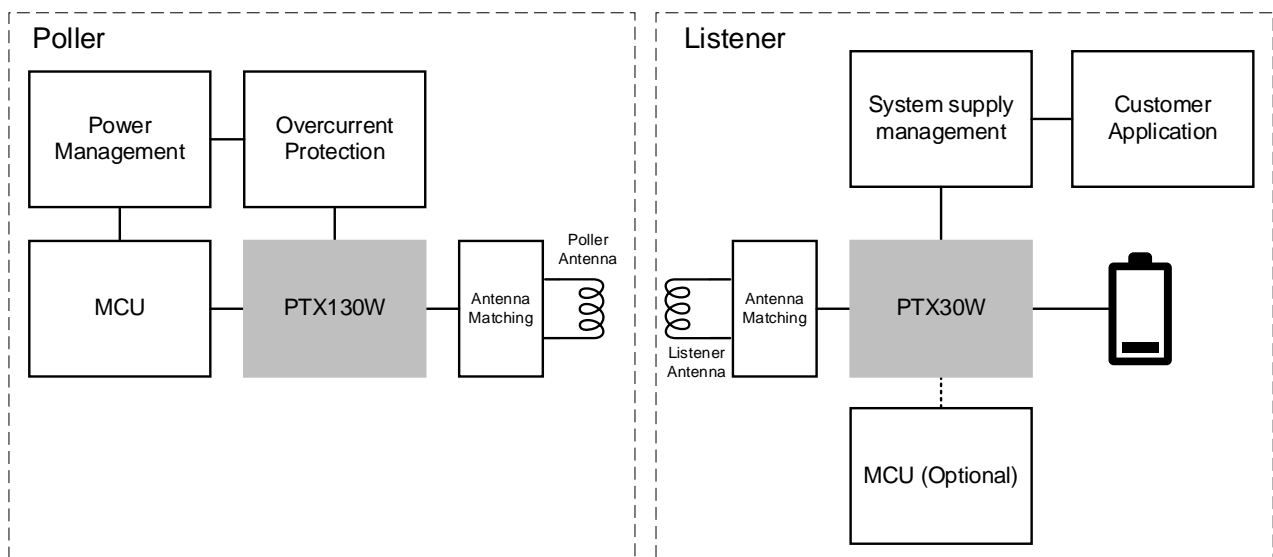 Poller
Power
Management
Overcurrent
Protection
MCU
PTX130W
Antenna
Matching
Poller
Antenna
Listener
System supply
management
Customer
Application
Listener
Antenna
Antenna
Matching
PTX30W
MCU (Optional)